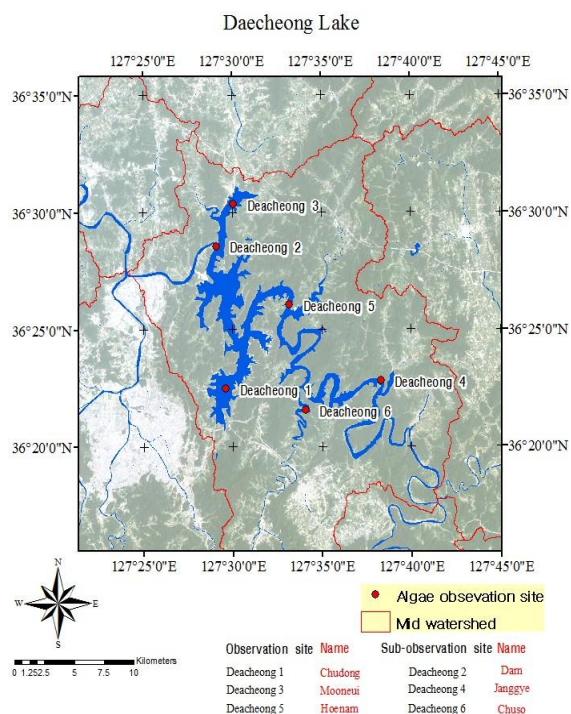 Daecheong Lake
127°25'0"E 127°30'0"E 127°35'0"E 127°40'0"E
36°35'0"N 36°35'0"N
36°30'0"N Deacheong 3 36°30'0"N
Deacheong 2
Deacheong 5
36°25'0"N 36°25'0"N
Deacheong 4
Deacheong 1
Deacheong 6
36°20'0"N 36°20'0"N
127°25'0"E 127°30'0"E 127°35'0"E 127°40'0"E 127°45'0"E
N
W E
S
Algae obsevation site
Mid watershed
Kilometers
0 1.252.5 5 7.5 10
Observation site Name Sub-observation site Name
Deacheong 1 Chudong Deacheong 2 Dam
Deacheong 3 Mooneui Deacheong 4 Janggye
Deacheong 5 Hoenam Deacheong 6 Chuso